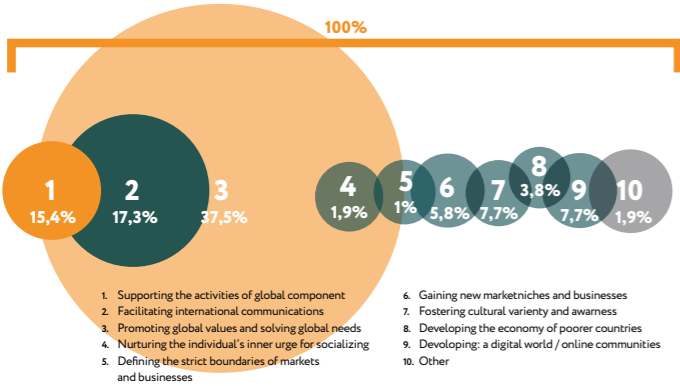 100%
1
15,4%
2
17,3%
3
37,5%
4
1,9%
5
1%
6
5,8%
7
7,7%
8
3,8%
9
7,7%
10
1,9%
1. Supporting the activities of global component
2. Facilitating international communications
3. Promoting global values and solving global needs
4. Nurturing the individual's inner urge for socializing
5. Defining the strict boundaries of markets
and businesses
6. Gaining new marketniches and businesses
7. Fostering cultural varienty and awarness
8. Developing the economy of poorer countries
9. Devoloping: a digital world / online communities
10. Other